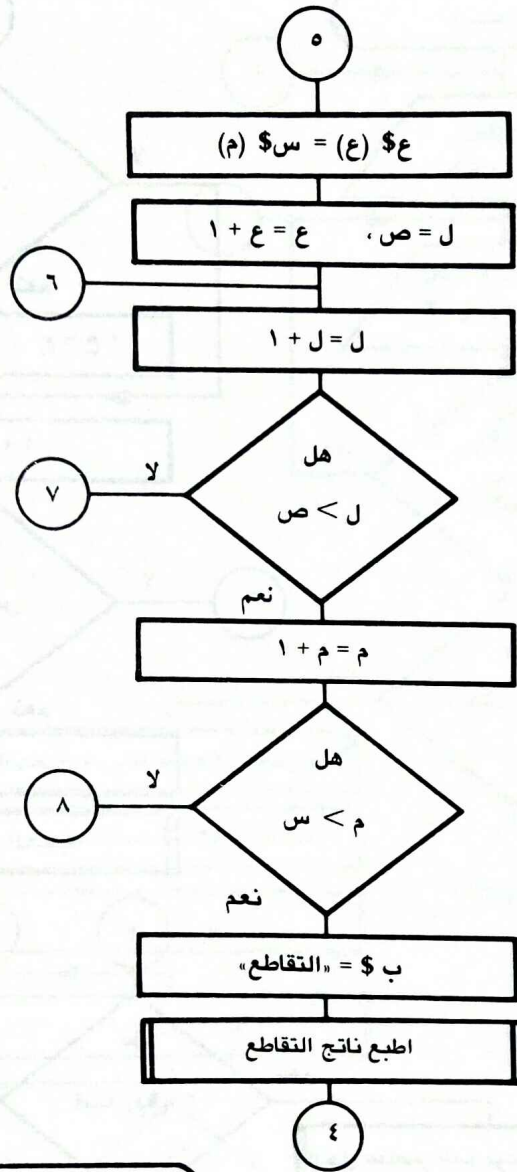 ٥
ع$ (ع) = س$ (م)
ل = ص ، ع = ع + ١
٦
ل = ل + ١
هل
ل > ص
لا
٧
نعم
م = م + ١
هل
م > س
لا
٨
نعم
ب $ = «التقاطع»
اطبع ناتج التقاطع
٤